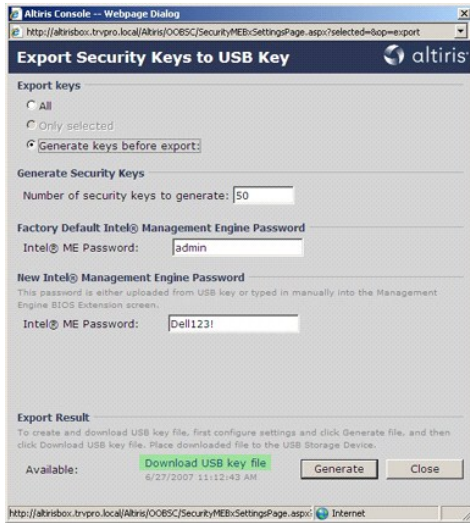 Altiris Console -- Webpage Dialog
http://altirisbox.trvpro.local/Altiris/OOBSC/SecurityMEBxSettingsPage.aspx?selected=&op=export
Export Security Keys to USB Key
altiris
Export keys
All
Only selected
Generate keys before export:
Generate Security Keys
Number of security keys to generate: 50
Factory Default Intel® Management Engine Password
Intel® ME Password: admin
New Intel® Management Engine Password
This password is either uploaded from USB key or typed in manually into the Management
Engine BIOS Extension screen.
Intel® ME Password: Dell123!
Export Result
To create and download USB key file, first configure settings and click Generate file, and then
click Download USB key file. Place downloaded file to the USB Storage Device.
Available: Download USB key file Generate Close
6/27/2007 11:12:43 AM
http://altirisbox.trvpro.local/Altiris/OOBSC/SecurityMEBxSettingsPage.aspx? Internet